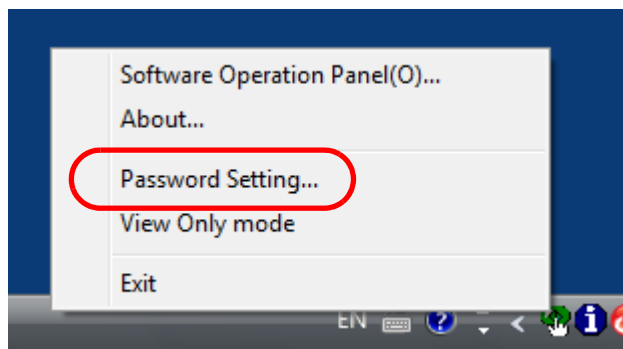 Software Operation Panel(O)...
About...
Password Setting...
View Only mode
Exit
EN ? < i